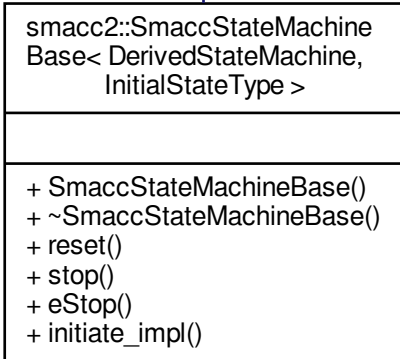 smacc2::SmaccStateMachine
Base< DerivedStateMachine,
InitialStateType >
+ SmaccStateMachineBase()
+ ~SmaccStateMachineBase()
+ reset()
+ stop()
+ eStop()
+ initiate_impl()